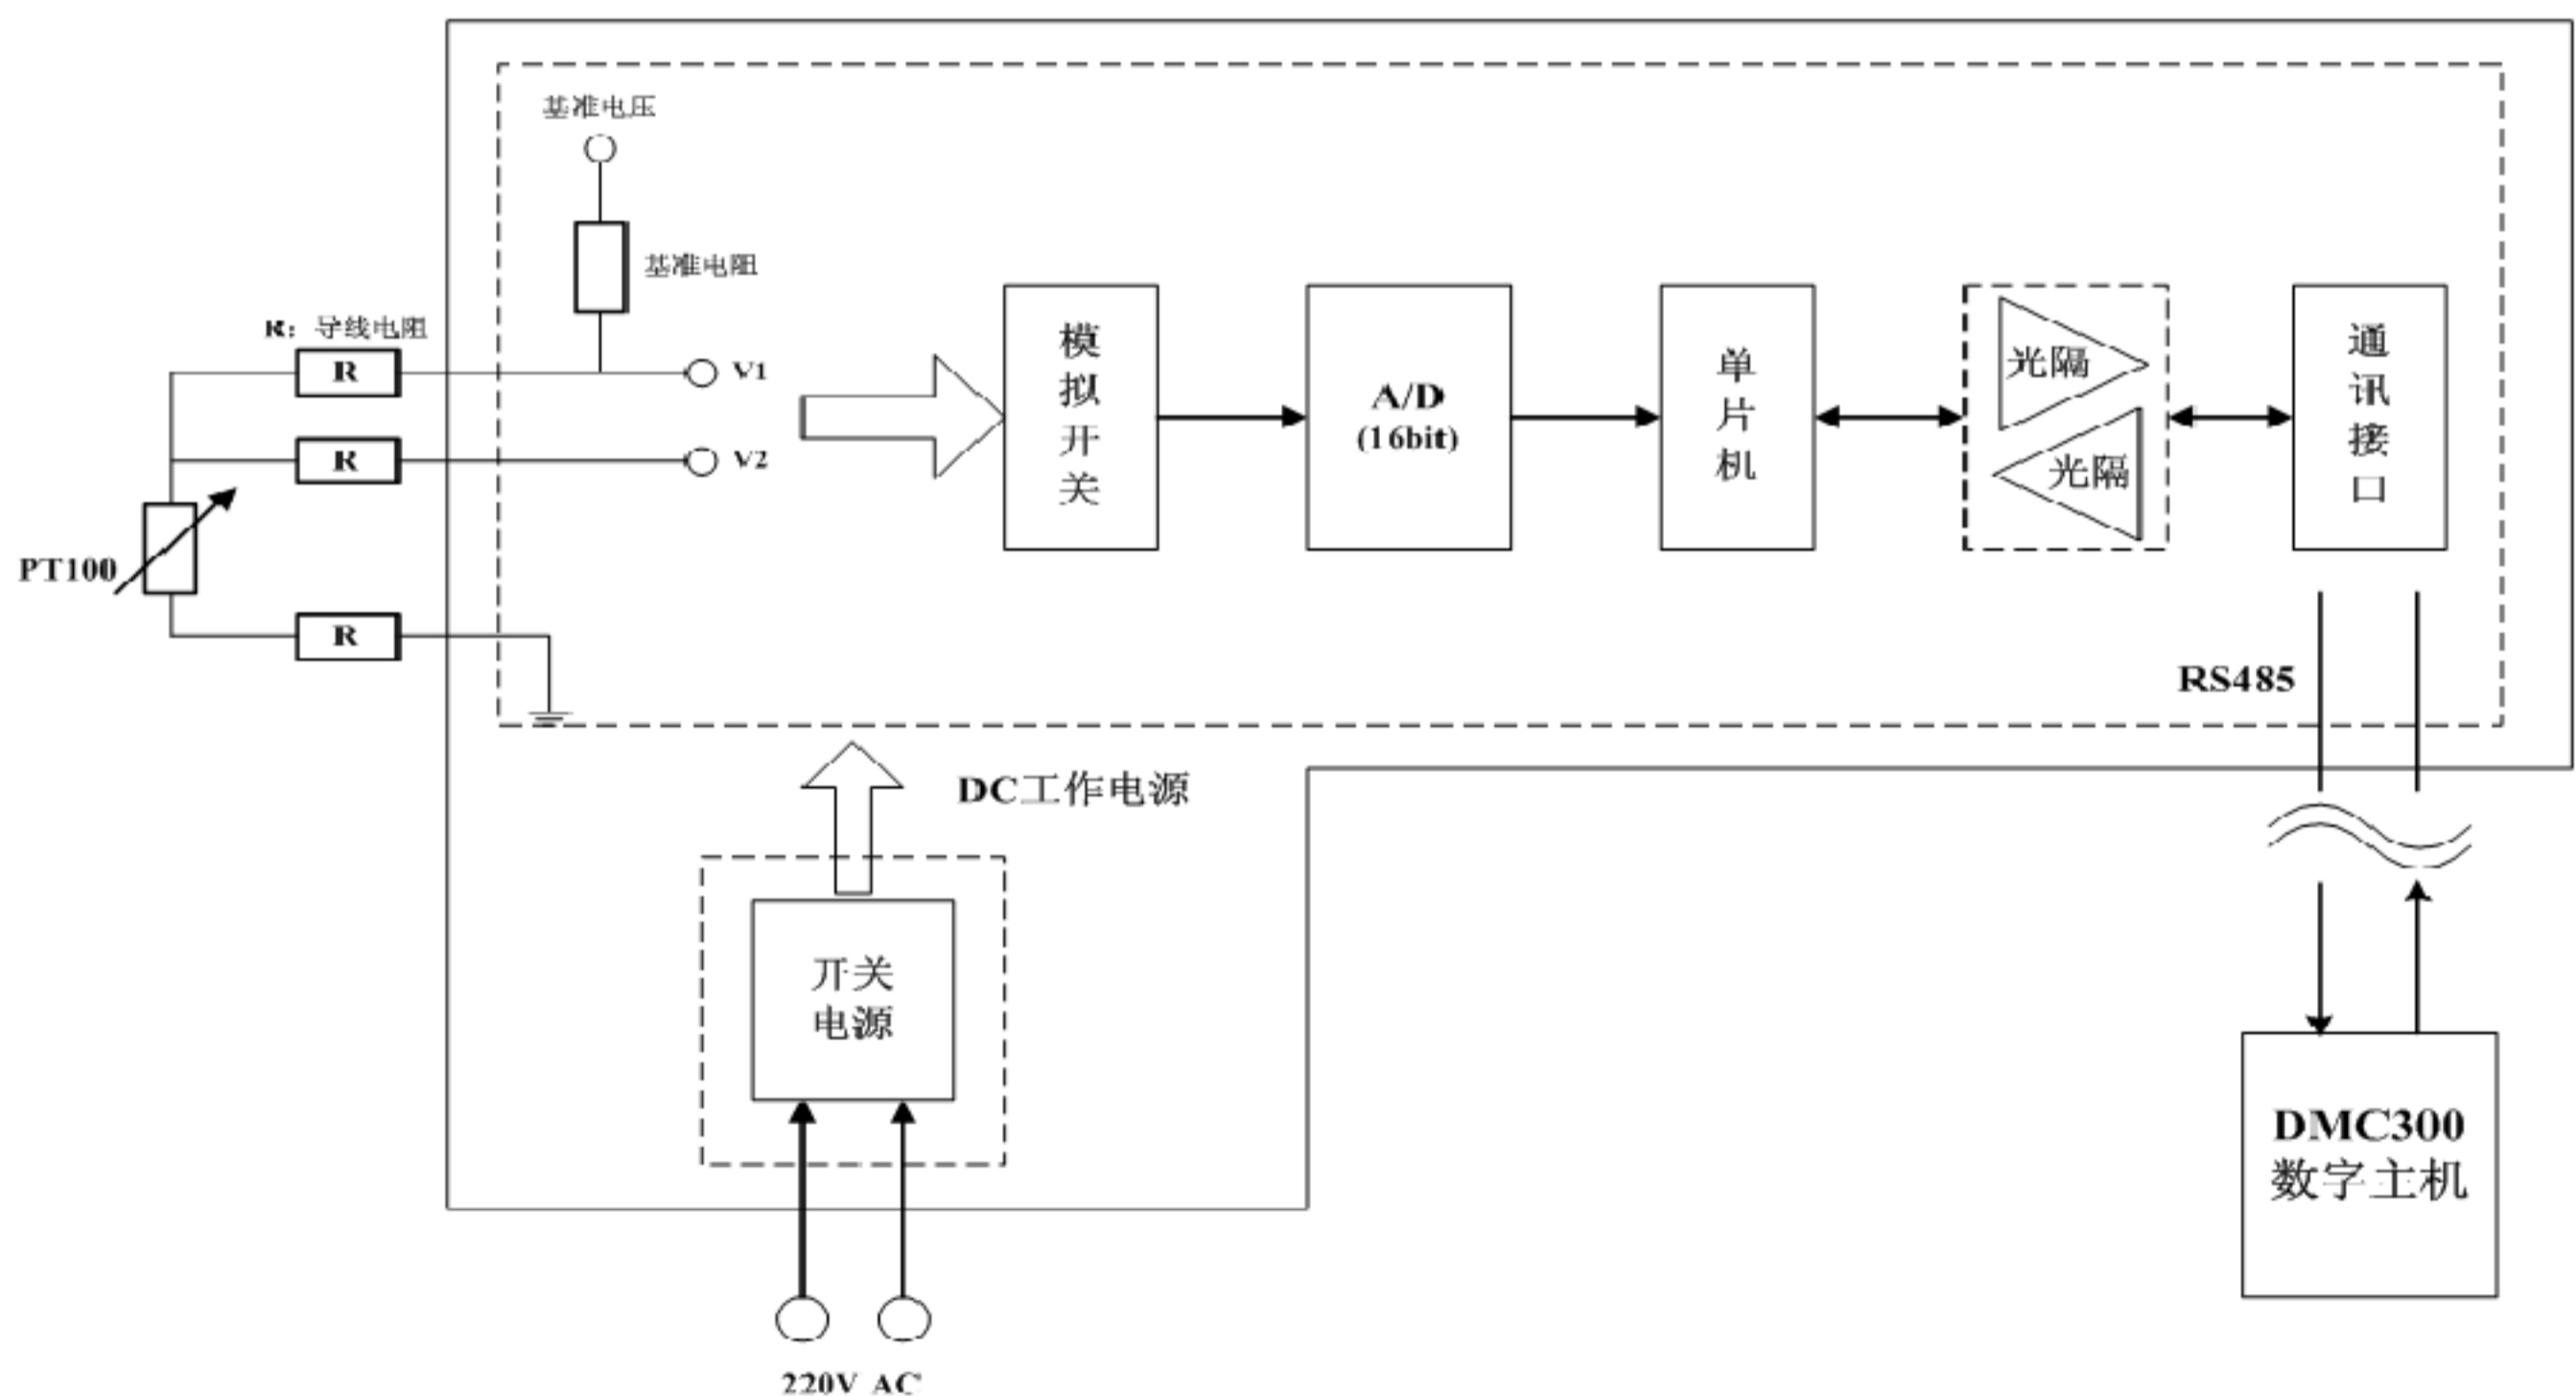 基准电压
基准电阻
R：导线电阻
R
V1
R
V2
PT100
R
模拟开关
A/D
(16bit)
单片机
光隔
光隔
通讯接口
RS485
DC工作电源
开关
电源
DMC300
数字主机
220V AC